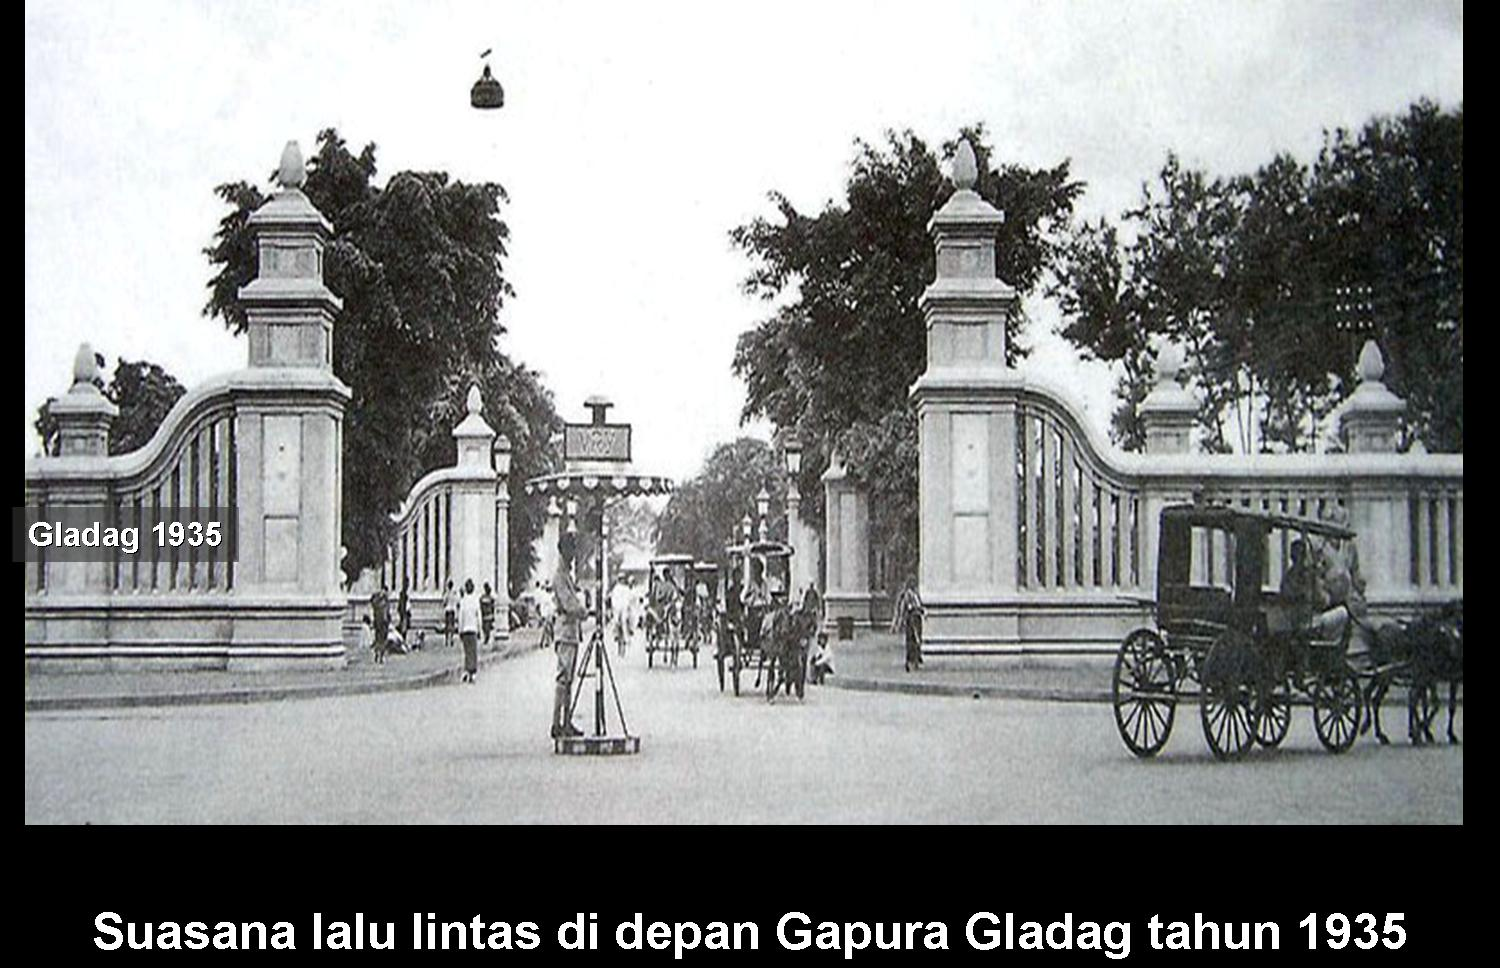 Gladag 1935
Suasana lalu lintas di depan Gapura Gladag tahun 1935